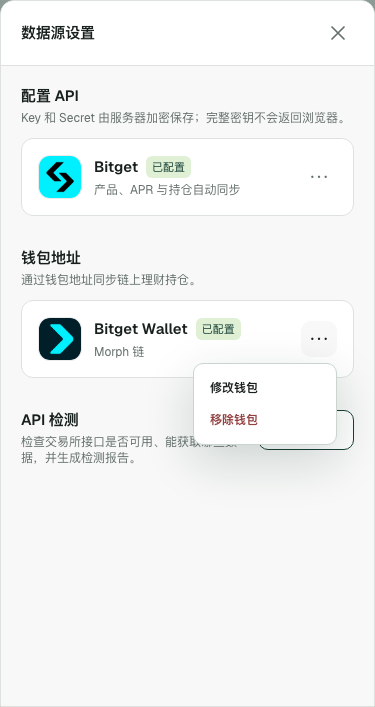 数据源设置
配置 API
Key 和 Secret 由服务器加密保存；完整密钥不会返回浏览器。
Bitget 已配置
产品、APR 与持仓自动同步
钱包地址
通过钱包地址同步链上理财持仓。
Bitget Wallet 已配置
Morph 链
修改钱包
移除钱包
API 检测
检查交易所接口是否可用、能获取
据，并生成检测报告。